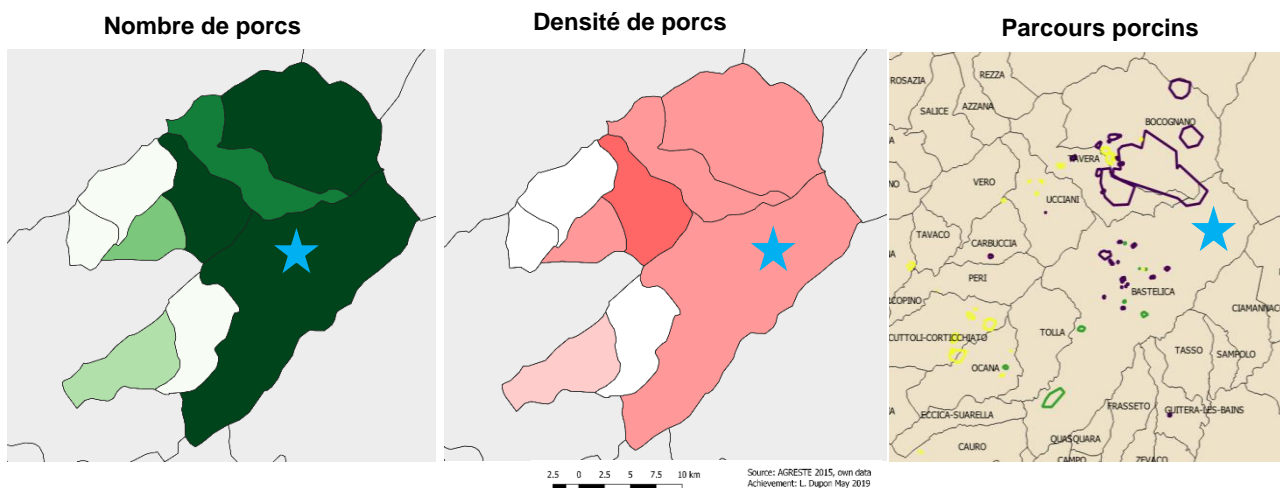 Nombre de porcs
Densité de porcs
Parcours porcins
ROSAZIA
REZZA
SALICE
AZZANA
BOCOGNANO
TAVERA
VERO
UCCIANI
TAVACO
CARBUCCIA
PERI
BASTELICA
CIAMANNAC
CUTTOLI-CORTICCHIATO
TOLLA
TASSO
SAMPOLO
OCANA
FRASSETO
GUITERA-LES-BAINS
ECCICA-SUARELLA
QUASQUARA
CAURO
CAMPO
ZEVACO
2.5 0 2.5 5 7.5 10 km
Source: AGRESTE 2015, own data
Achievement: L. Dupon May 2019